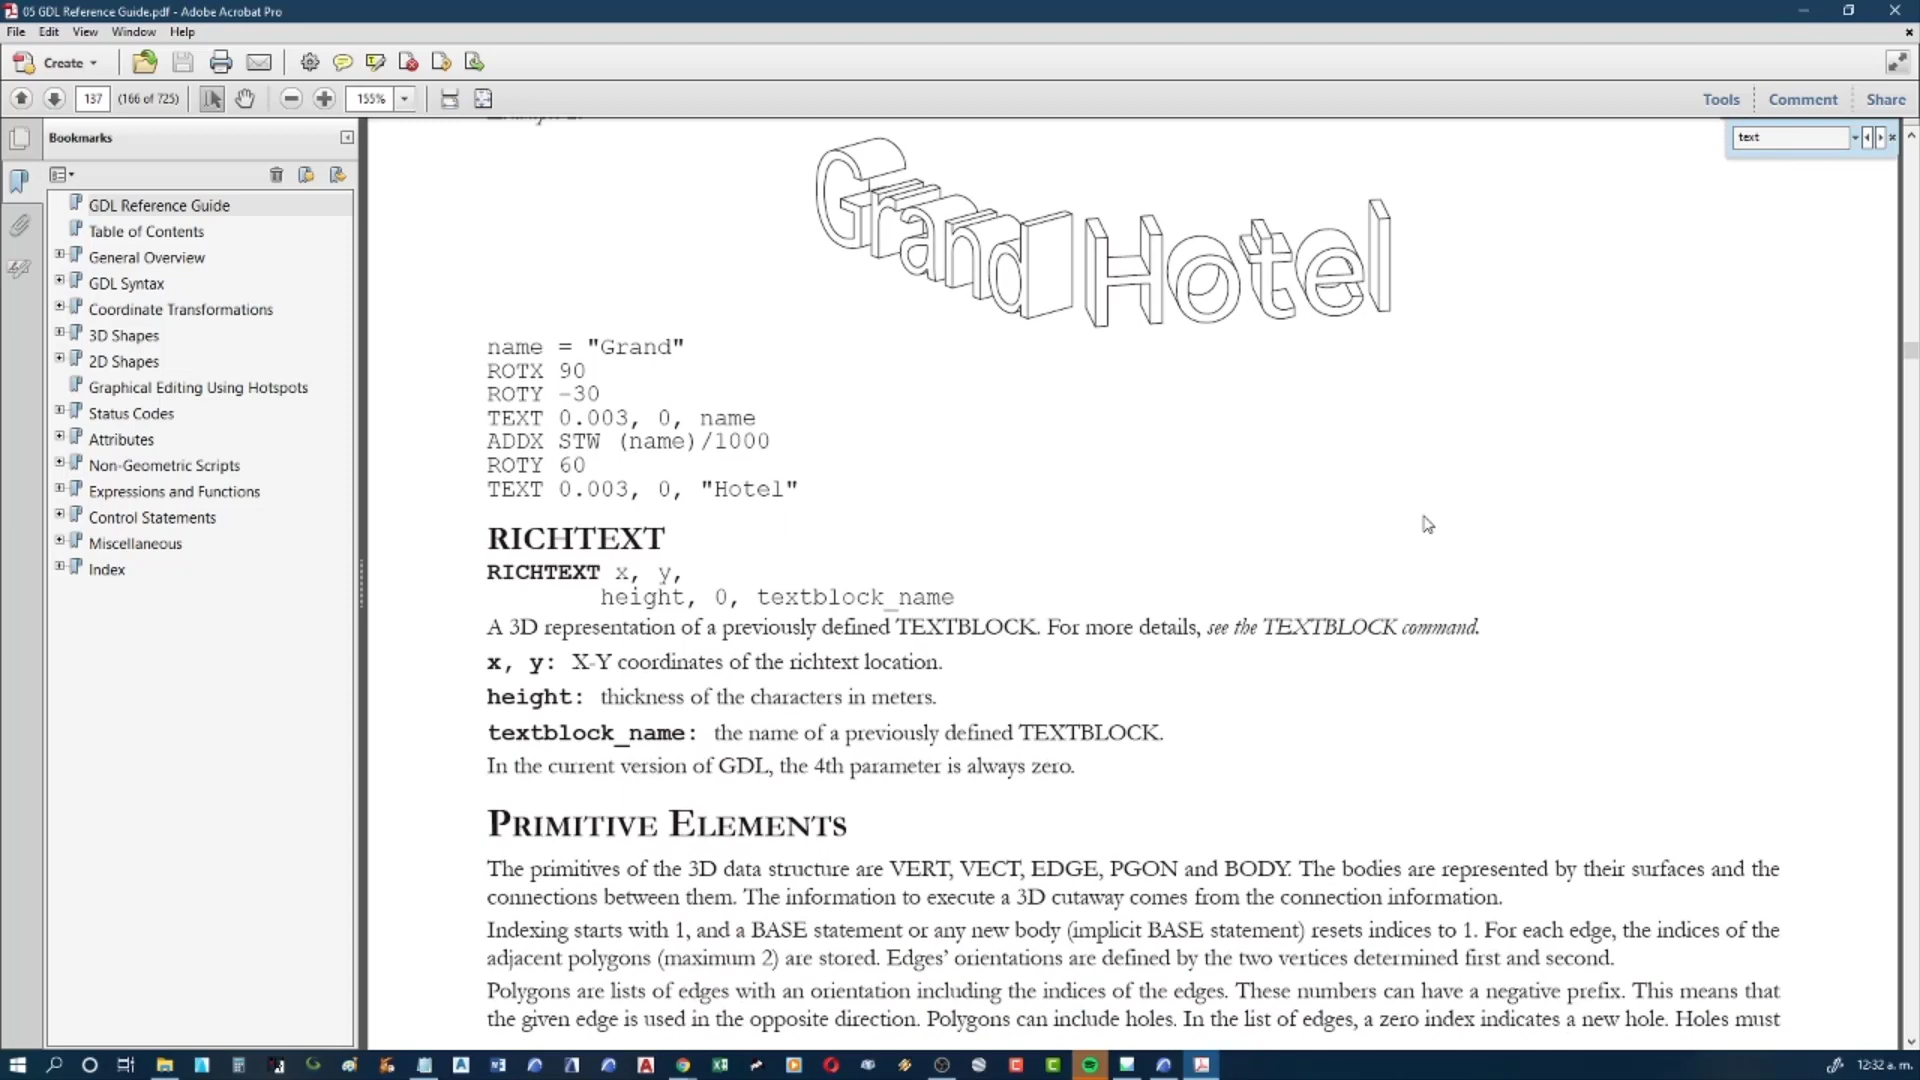 05 GDL Reference Guide.pdf - Adobe Acrobat Pro
File Edit View Window Help
Create
137 (166 of 725) 155% Tools Comment Share
Bookmarks
text
GDL Reference Guide
Table of Contents
General Overview
GDL Syntax
Coordinate Transformations
3D Shapes
2D Shapes
Graphical Editing Using Hotspots
Status Codes
Attributes
Non-Geometric Scripts
Expressions and Functions
Control Statements
Miscellaneous
Index
Grand Hotel
name = "Grand"
ROTX 90
ROTY -30
TEXT 0.003, 0, name
ADDX STW (name)/1000
ROTY 60
TEXT 0.003, 0, "Hotel"
RICHTEXT
RICHTEXT x, y,
height, 0, textblock_name
A 3D representation of a previously defined TEXTBLOCK. For more details, see the TEXTBLOCK command.
x, y: X-Y coordinates of the richtext location.
height: thickness of the characters in meters.
textblock_name: the name of a previously defined TEXTBLOCK.
In the current version of GDL, the 4th parameter is always zero.
PRIMITIVE ELEMENTS
The primitives of the 3D data structure are VERT, VECT, EDGE, PGON and BODY. The bodies are represented by their surfaces and the
connections between them. The information to execute a 3D cutaway comes from the connection information.
Indexing starts with 1, and a BASE statement or any new body (implicit BASE statement) resets indices to 1. For each edge, the indices of the
adjacent polygons (maximum 2) are stored. Edges' orientations are defined by the two vertices determined first and second.
Polygons are lists of edges with an orientation including the indices of the edges. These numbers can have a negative prefix. This means that
the given edge is used in the opposite direction. Polygons can include holes. In the list of edges, a zero index indicates a new hole. Holes must
12:32 a. m.